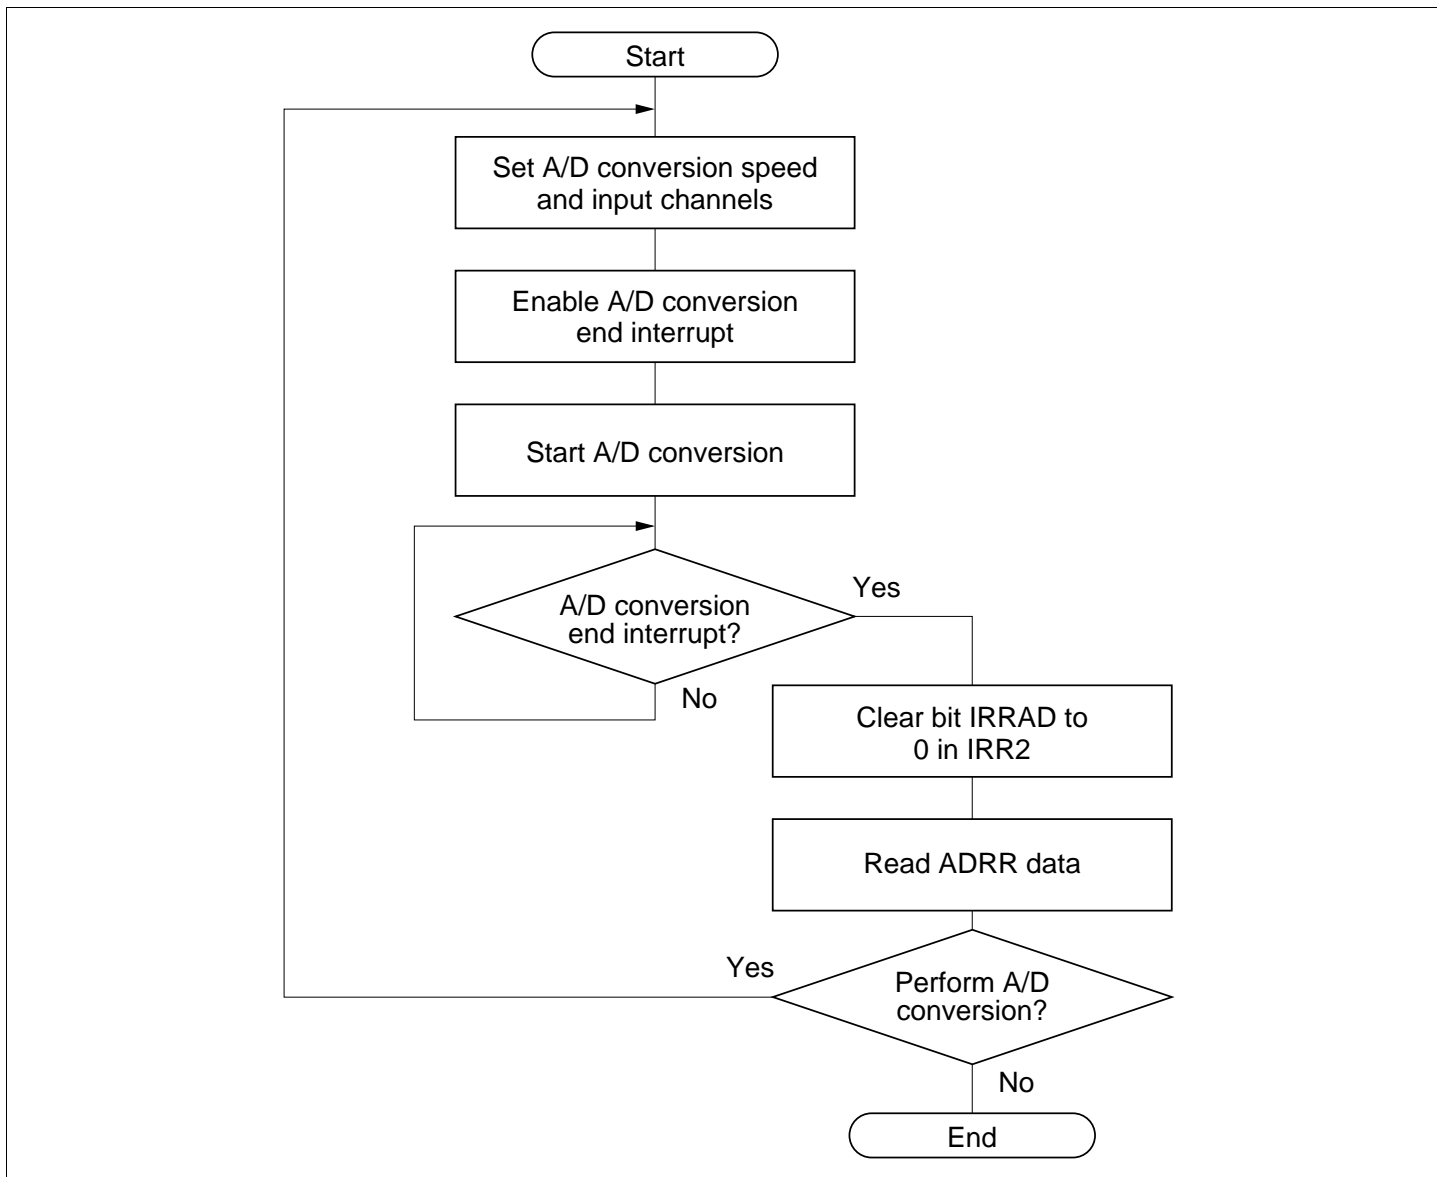 Start
Set A/D conversion speed
and input channels
Enable A/D conversion
end interrupt
Start A/D conversion
A/D conversion
end interrupt?
Yes
No
Clear bit IRRAD to
0 in IRR2
Read ADRR data
Perform A/D
conversion?
Yes
No
End